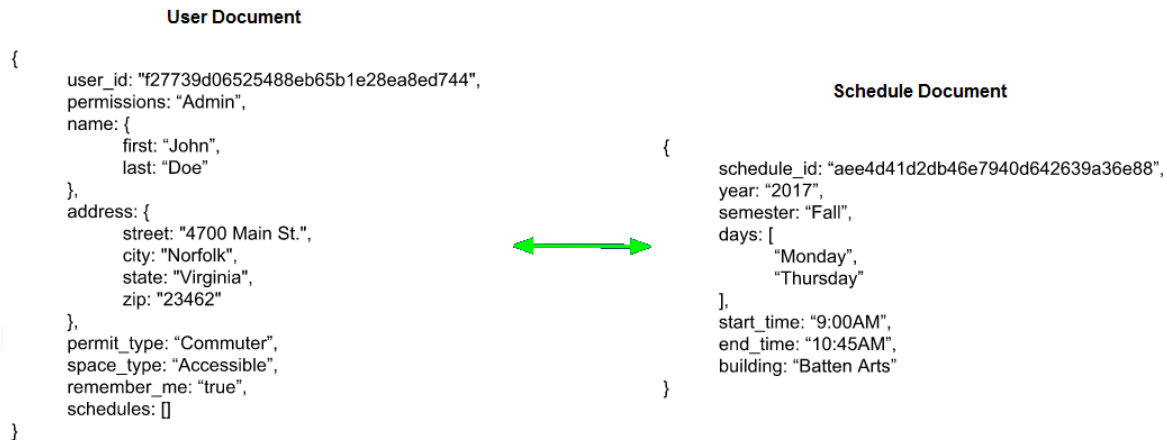 User Document
{
user_id: "f27739d06525488eb65b1e28ea8ed744",
permissions: “Admin”,
name: {
first: “John”,
last: “Doe”
},
address: {
street: "4700 Main St.",
city: "Norfolk",
state: "Virginia",
zip: "23462"
},
permit_type: “Commuter”,
space_type: “Accessible”,
remember_me: “true”,
schedules: []
}
Schedule Document
{
schedule_id: “aee4d41d2db46e7940d642639a36e88”,
year: “2017”,
semester: “Fall”,
days: [
“Monday”,
“Thursday”
],
start_time: “9:00AM”,
end_time: “10:45AM”,
building: “Batten Arts”
}